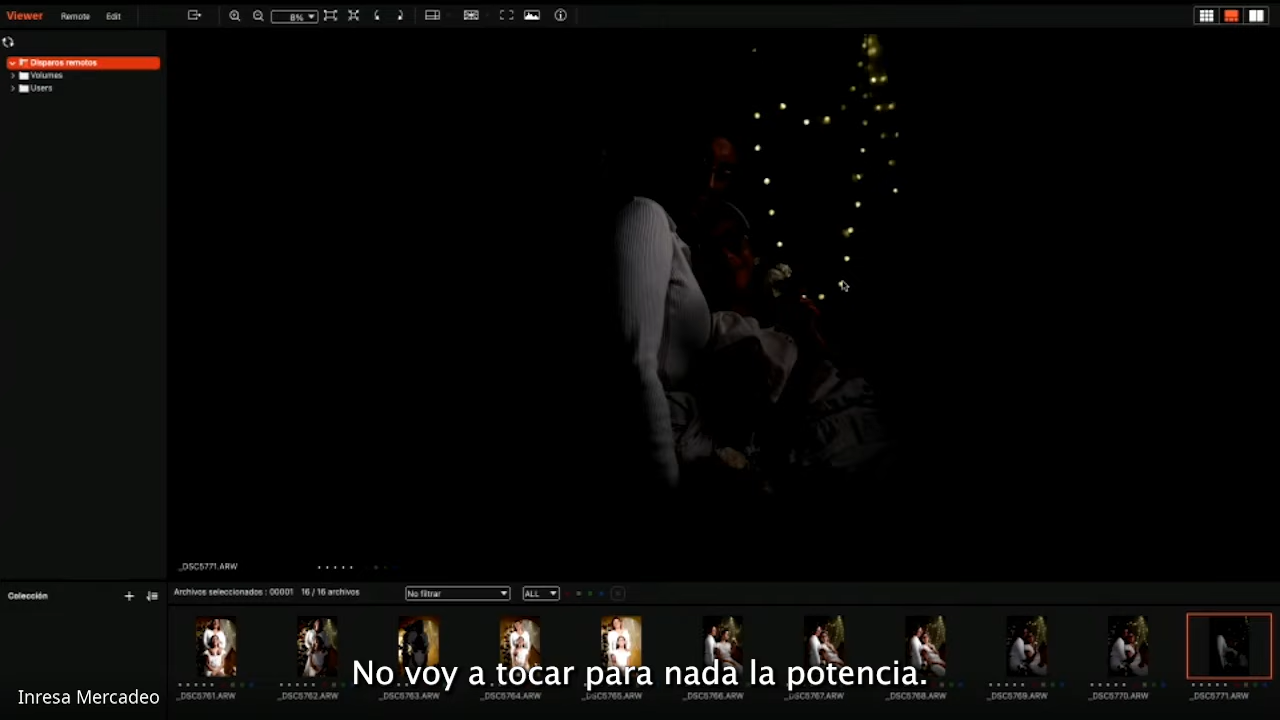 Viewer Remote Edit 8%
Disparos remotos
Volumes
Users
_DSC5771.ARW
Colección
Archivos seleccionados : 00001 16 / 16 archivos No filtrar ALL
_DSC5761.ARW _DSC5762.ARW _DSC5763.ARW _DSC5764.ARW _DSC5765.ARW _DSC5766.ARW _DSC5767.ARW _DSC5768.ARW _DSC5769.ARW _DSC5770.ARW _DSC5771.ARW
No voy a tocar para nada la potencia.
Inresa Mercadeo